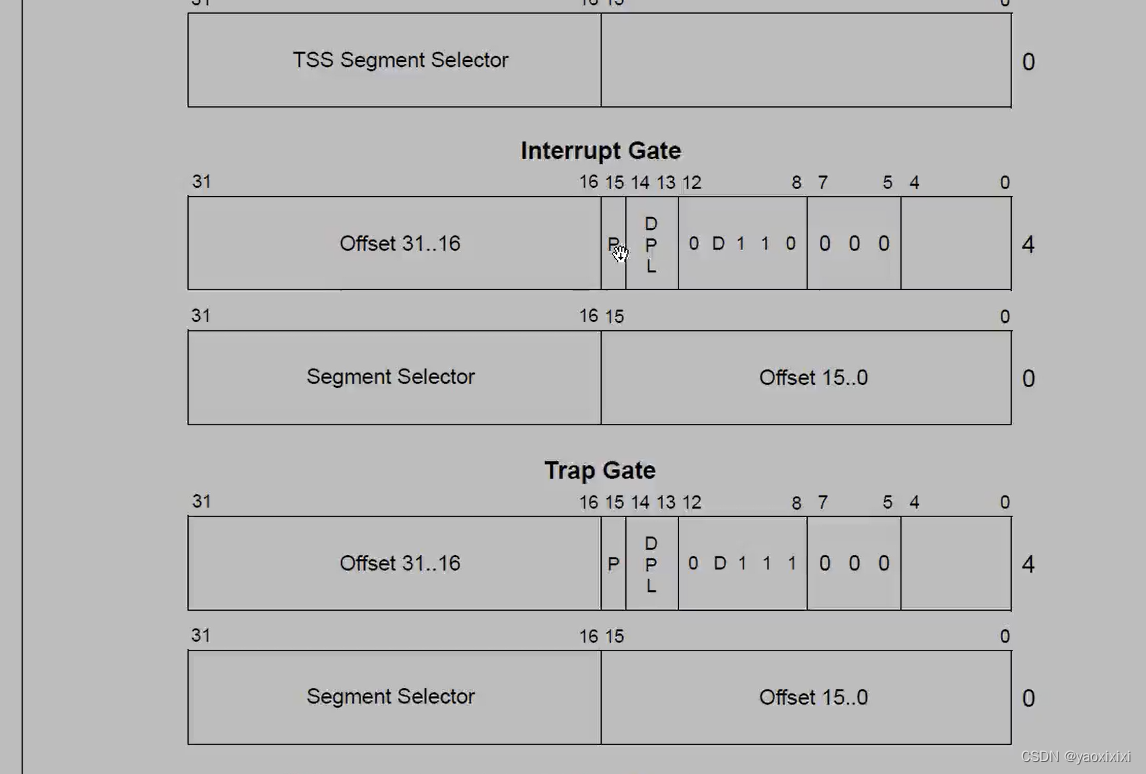 31 16 15 0
TSS Segment Selector 0
Interrupt Gate
31 16 15 14 13 12 8 7 5 4 0
Offset 31..16 P D P L 0 D 1 1 0 0 0 0 4
31 16 15 0
Segment Selector Offset 15..0 0
Trap Gate
31 16 15 14 13 12 8 7 5 4 0
Offset 31..16 P D P L 0 D 1 1 1 0 0 0 4
31 16 15 0
Segment Selector Offset 15..0 0
CSDN @yaoxixixi